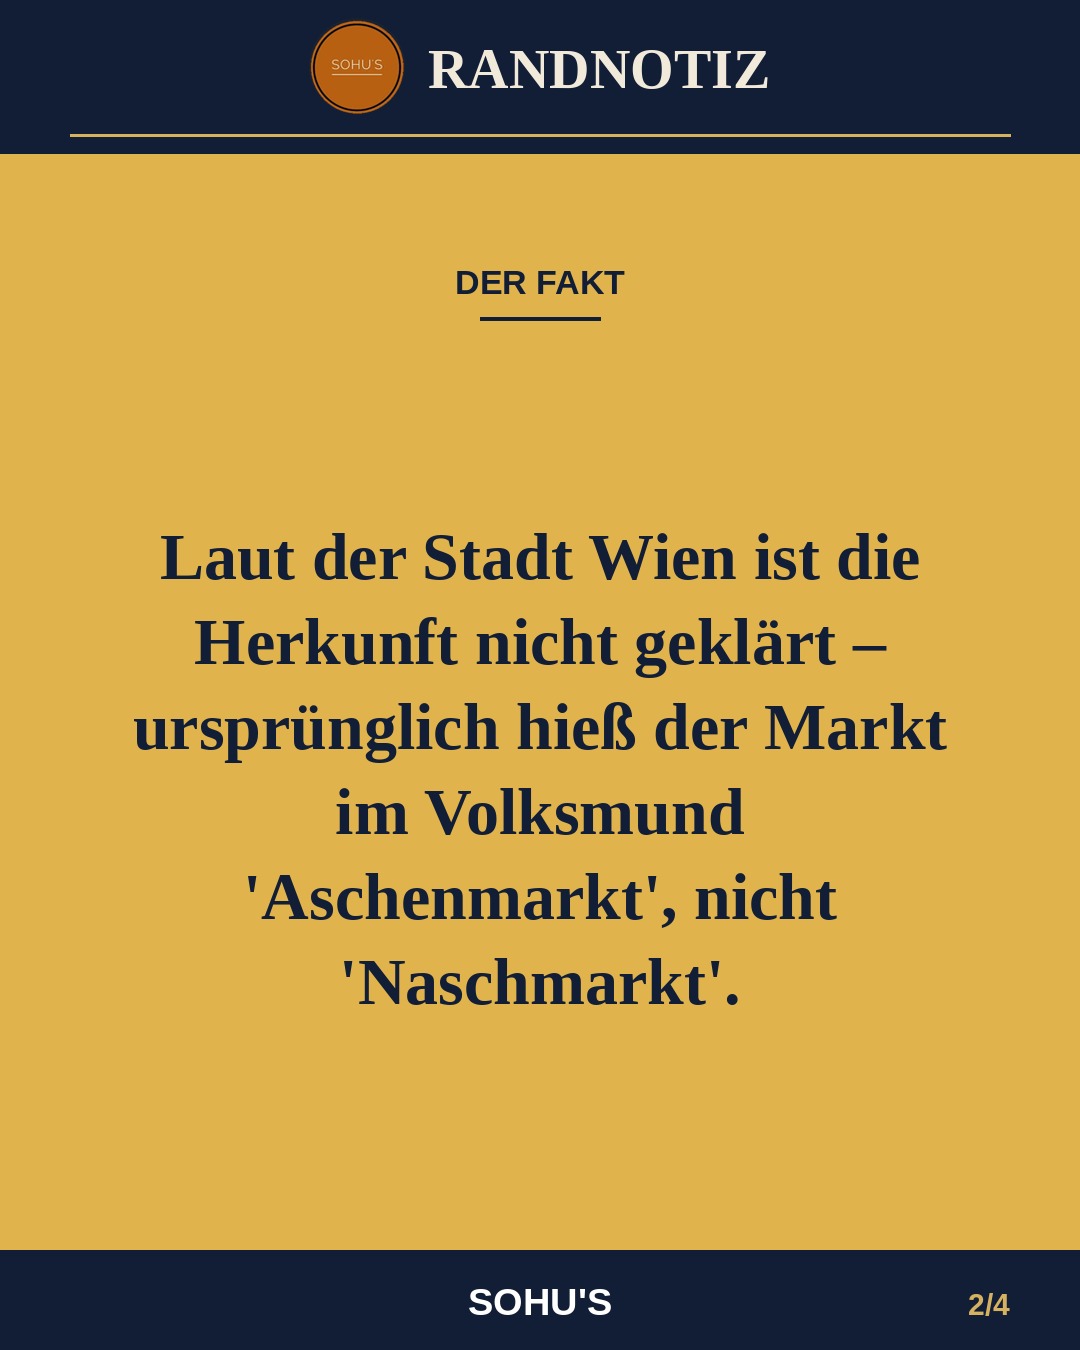 SOHU'S
RANDNOTIZ
DER FAKT
Laut der Stadt Wien ist die
Herkunft nicht geklärt –
ursprünglich hieß der Markt
im Volksmund
'Aschenmarkt', nicht
'Naschmarkt'.
SOHU'S
2/4